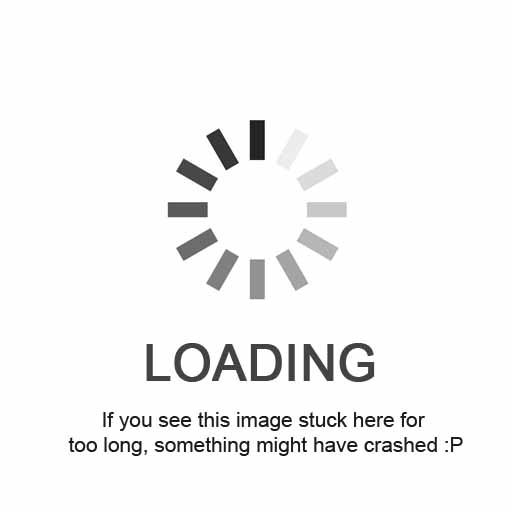 LOADING
If you see this image stuck here for
too long, something might have crashed :P